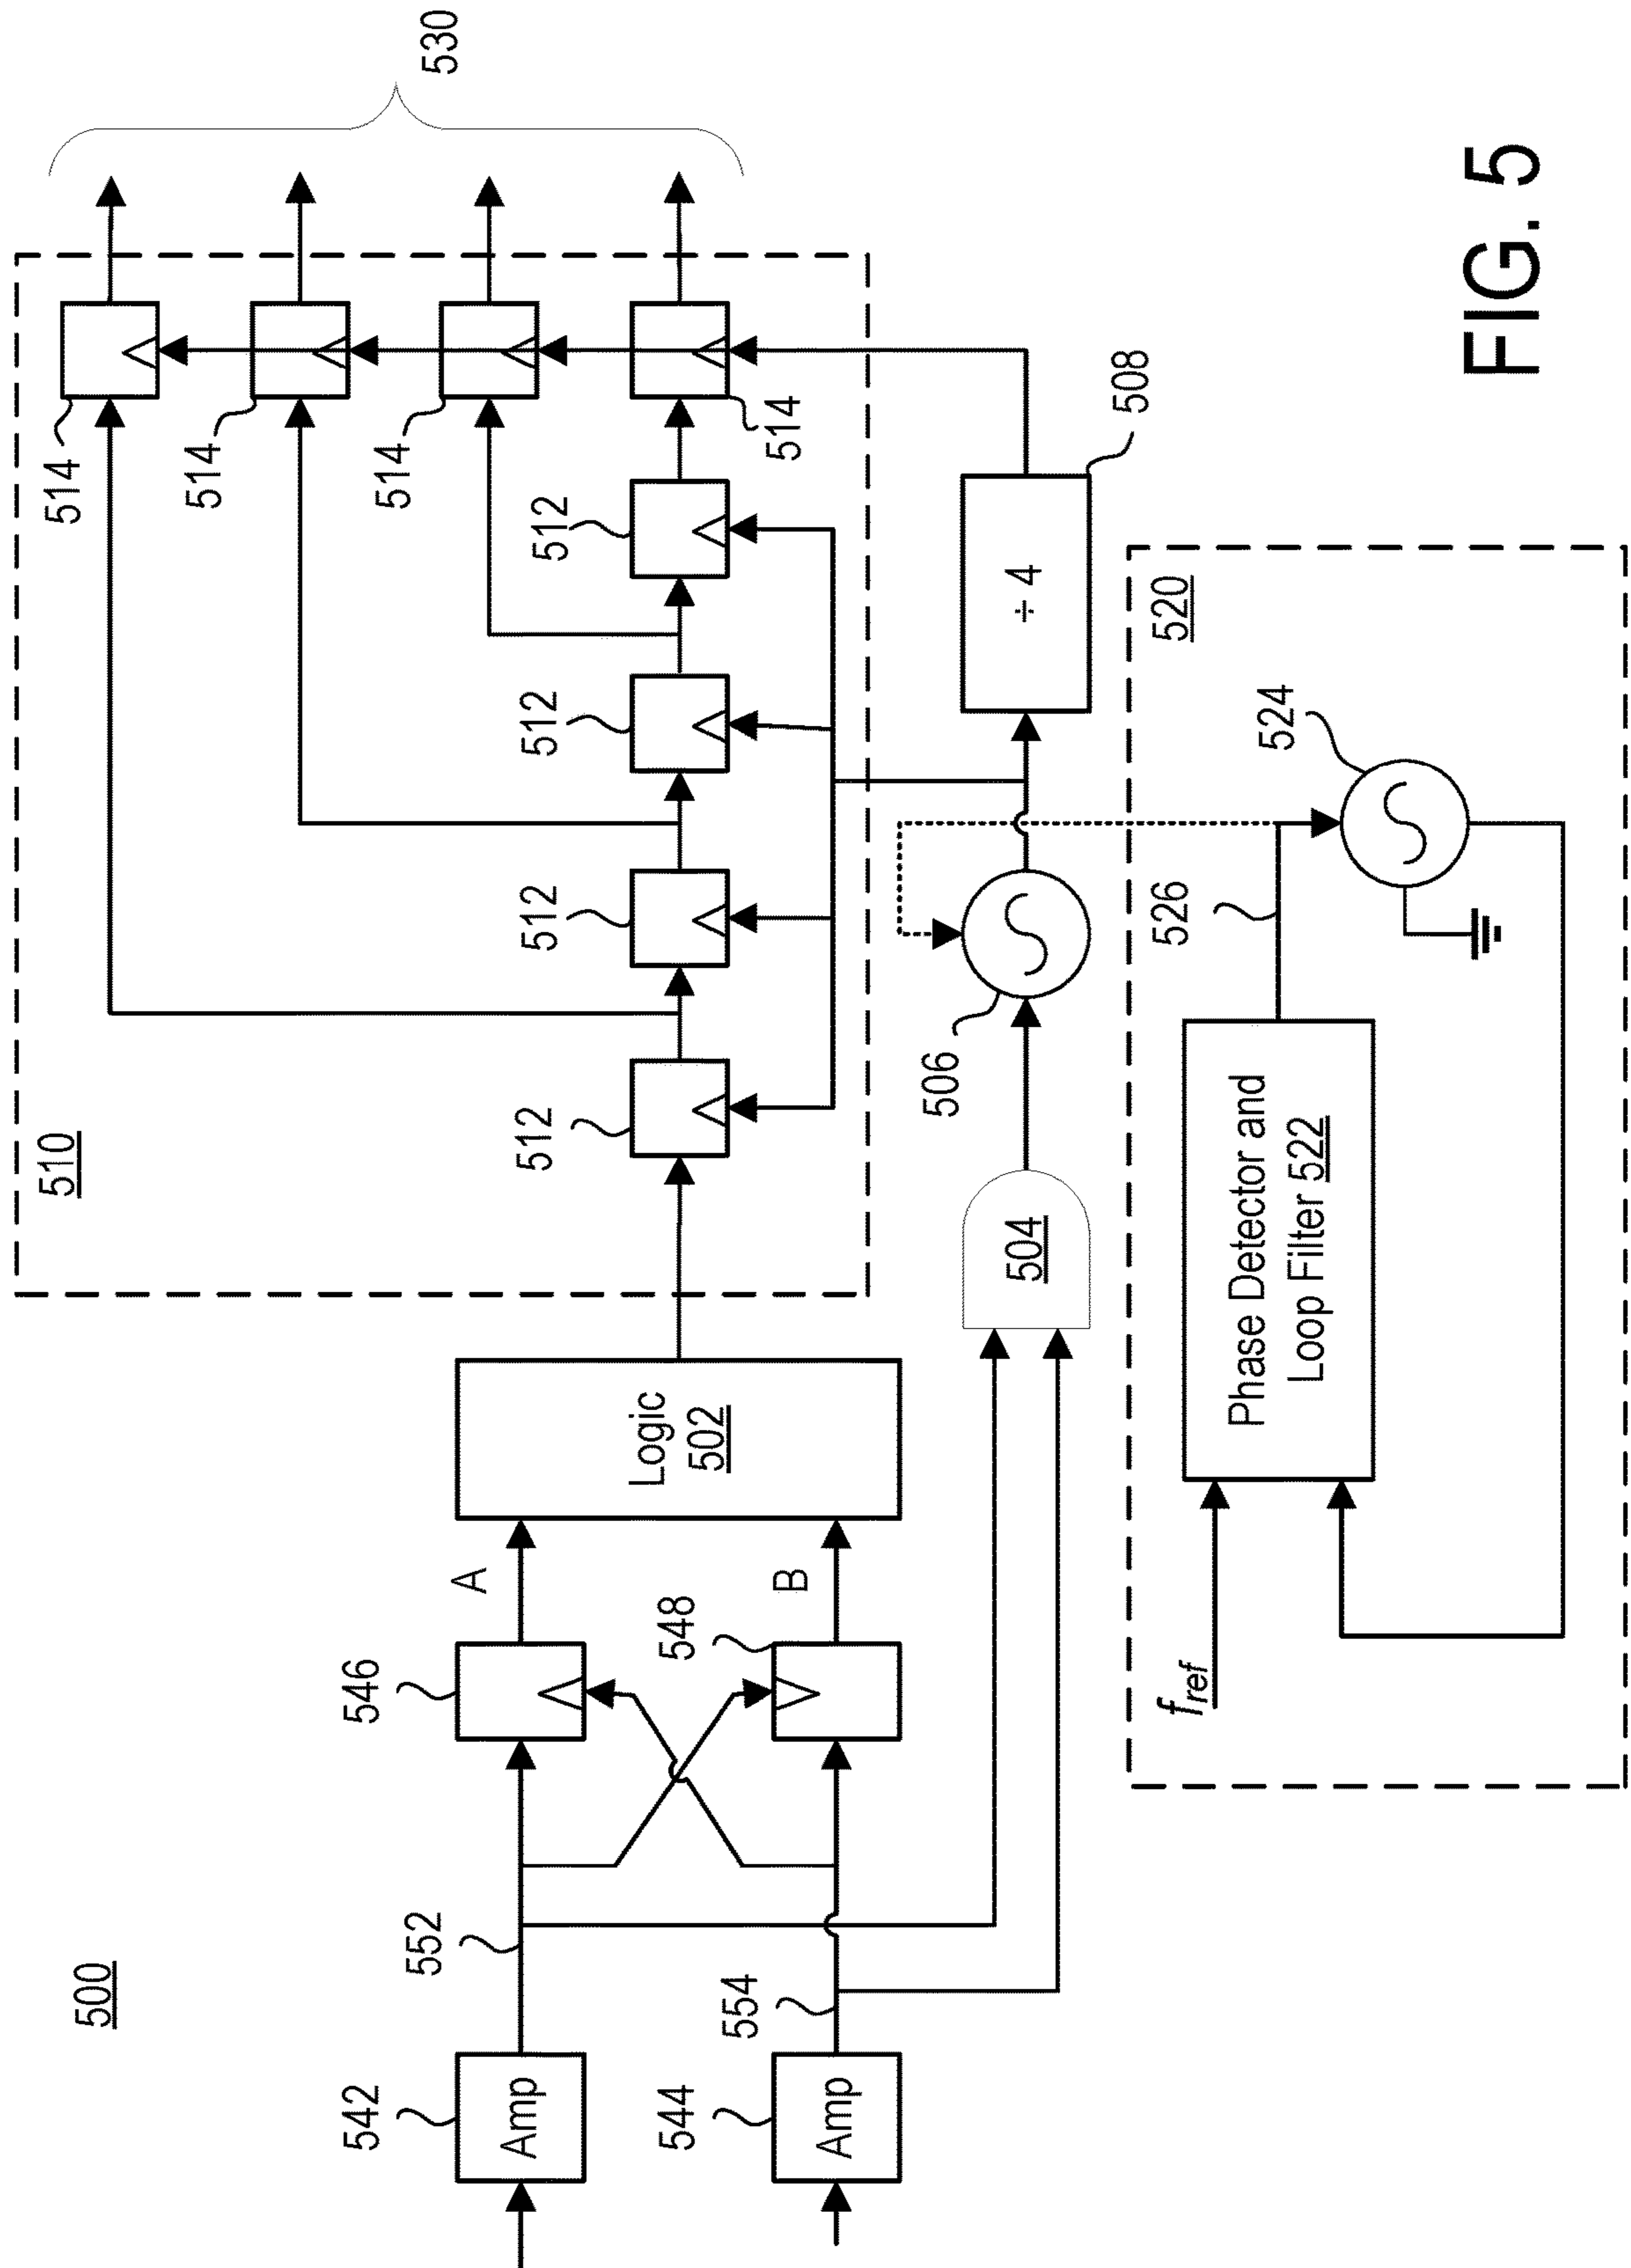 500
542
Amp
544
Amp
552
554
546
548
A
B
Logic
502
504
506
508
÷ 4
510
512
512
512
512
514
514
514
514
530
520
f_ref
Phase Detector and
Loop Filter 522
526
524
FIG. 5